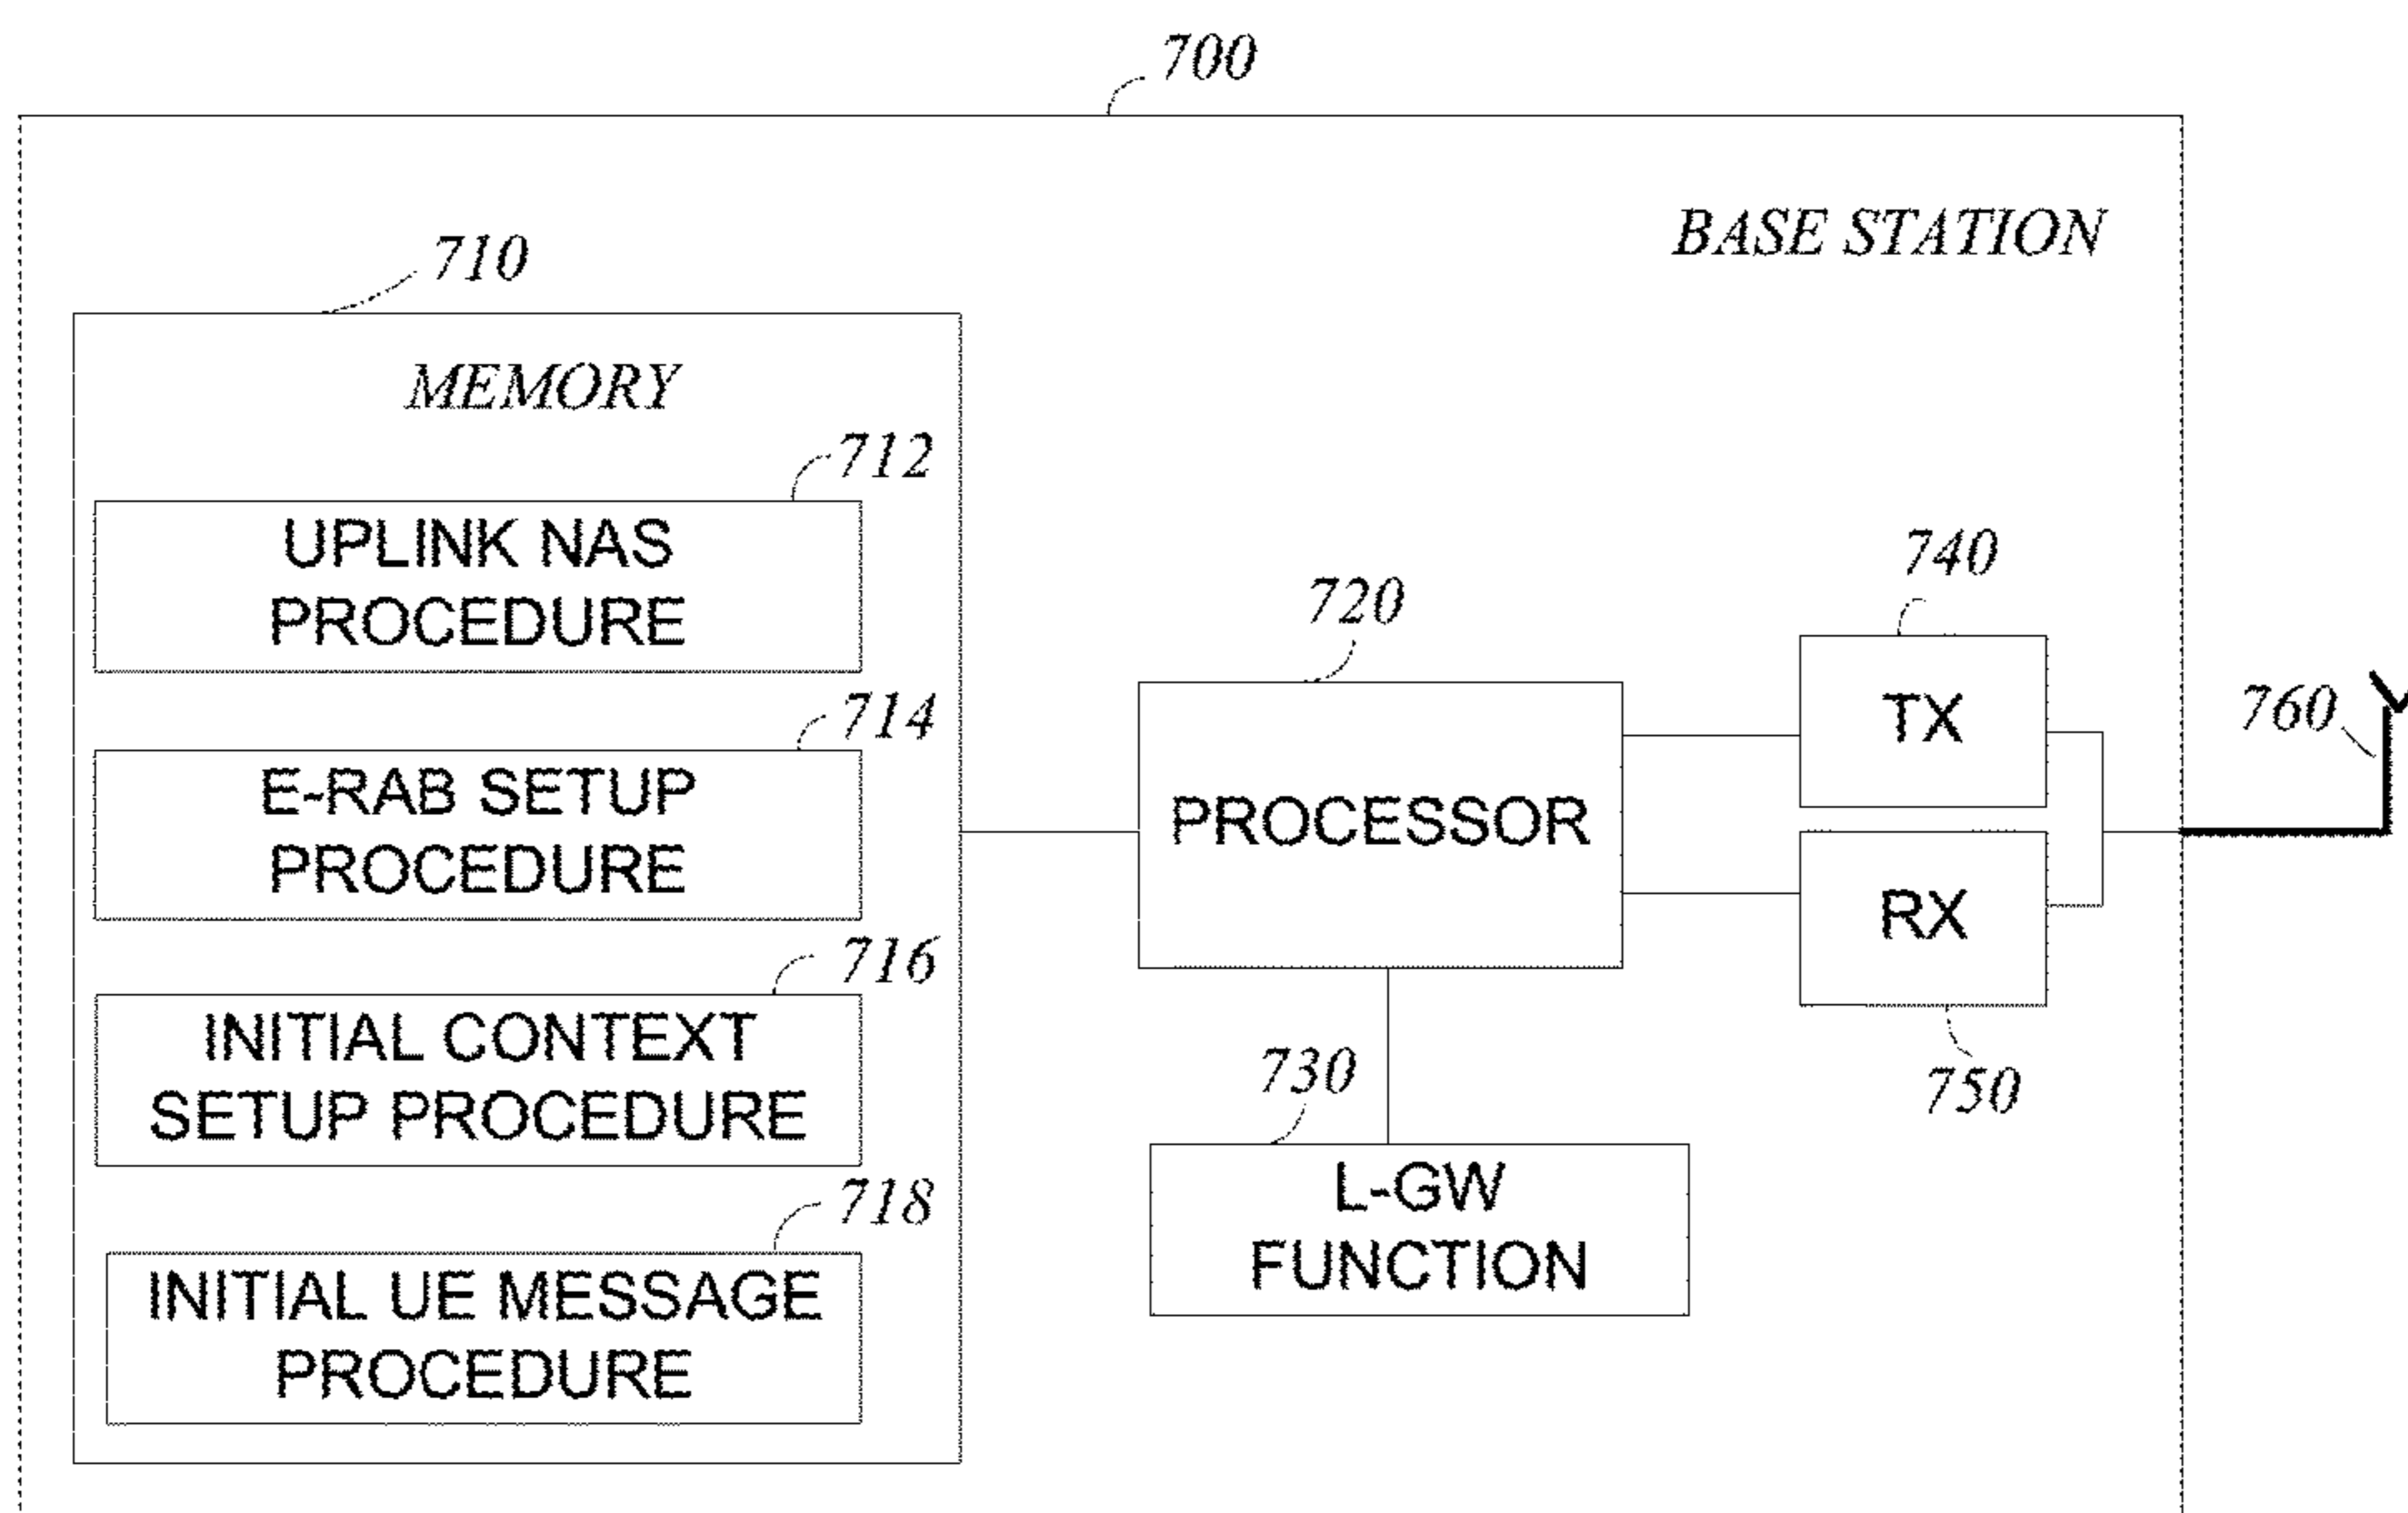 700
BASE STATION
710
MEMORY
712
UPLINK NAS
PROCEDURE
714
E-RAB SETUP
PROCEDURE
716
INITIAL CONTEXT
SETUP PROCEDURE
718
INITIAL UE MESSAGE
PROCEDURE
720
PROCESSOR
730
L-GW
FUNCTION
740
TX
RX
750
760